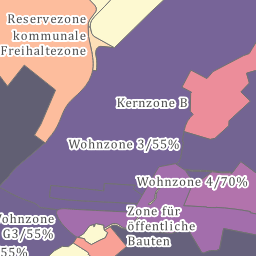 Reservezone
kommunale
Freihaltezone
Kernzone B
Wohnzone 3/55%
Wohnzone 4/70%
Wohnzone
G3/55%
55%
Zone für
öffentliche
Bauten